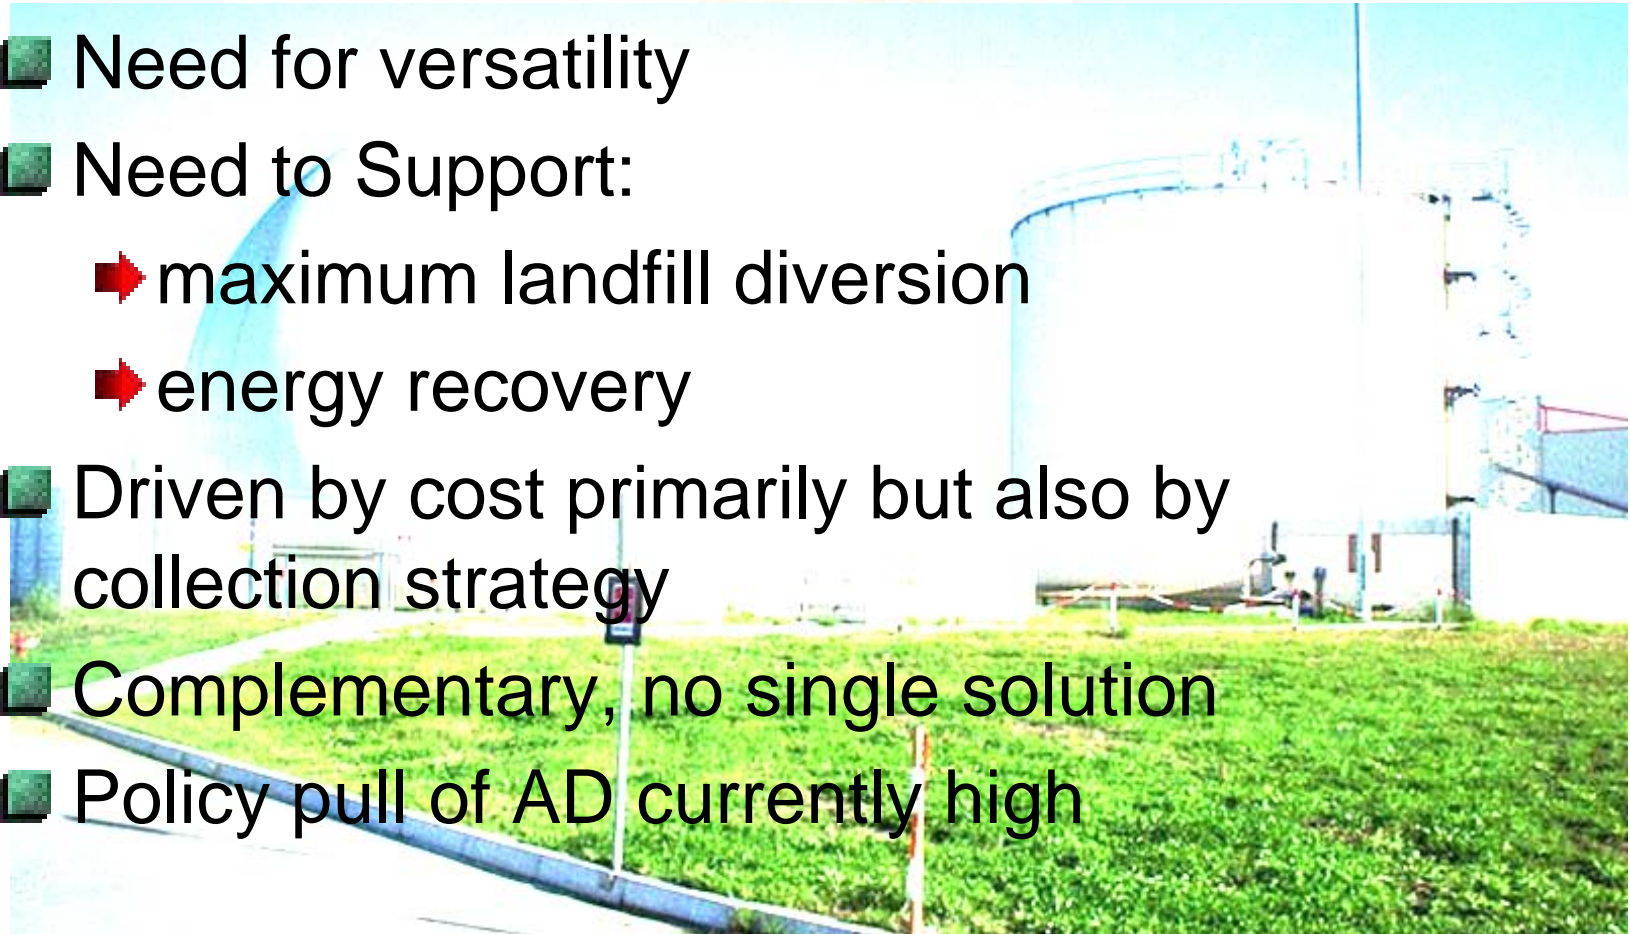 Need for versatility
Need to Support:
maximum landfill diversion
energy recovery
Driven by cost primarily but also by
collection strategy
Complementary, no single solution
Policy pull of AD currently high